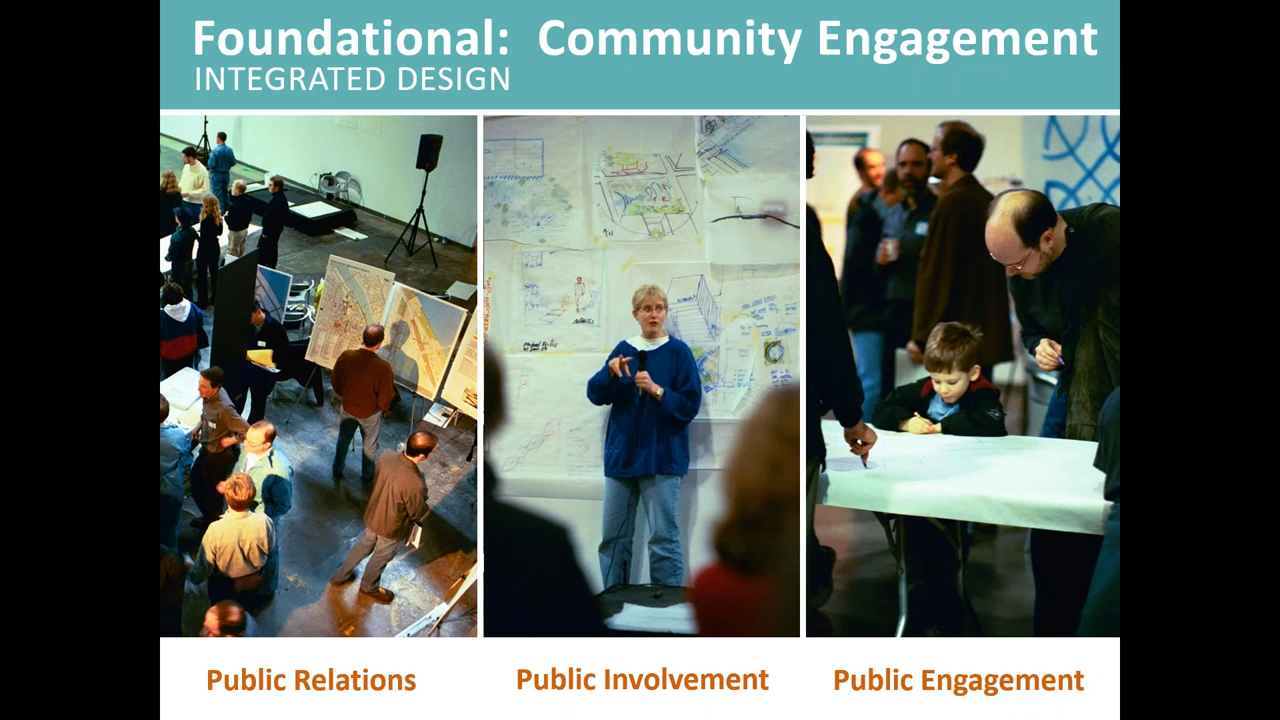 Foundational: Community Engagement
INTEGRATED DESIGN
Public Relations
Public Involvement
Public Engagement